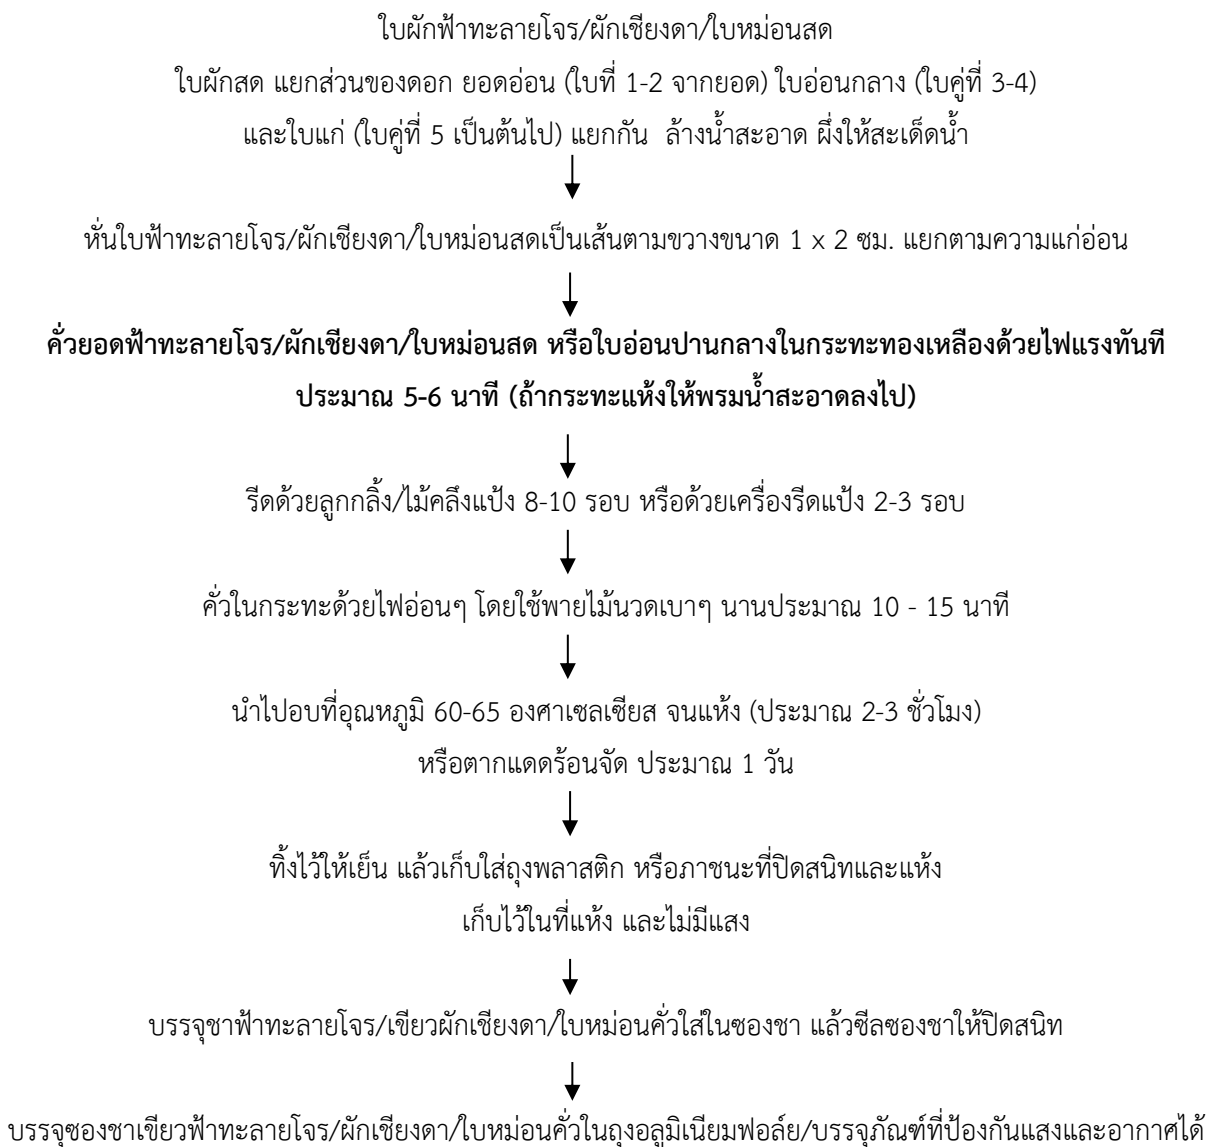 ใบผักฟ้าทะลายโจร/ผักเชียงดา/ใบหม่อนสด
ใบผักสด แยกส่วนของดอก ยอดอ่อน (ใบที่ 1-2 จากยอด) ใบอ่อนกลาง (ใบคู่ที่ 3-4)
และใบแก่ (ใบคู่ที่ 5 เป็นต้นไป) แยกกัน ล้างน้ำสะอาด ผึ่งให้สะเด็ดน้ำ
หั่นใบฟ้าทะลายโจร/ผักเชียงดา/ใบหม่อนสดเป็นเส้นตามขวางขนาด 1 x 2 ซม. แยกตามความแก่อ่อน
คั่วยอดฟ้าทะลายโจร/ผักเชียงดา/ใบหม่อนสด หรือใบอ่อนปานกลางในกระทะทองเหลืองด้วยไฟแรงทันที
ประมาณ 5-6 นาที (ถ้ากระทะแห้งให้พรมน้ำสะอาดลงไป)
รีดด้วยลูกกลิ้ง/ไม้คลึงแป้ง 8-10 รอบ หรือด้วยเครื่องรีดแป้ง 2-3 รอบ
คั่วในกระทะด้วยไฟอ่อนๆ โดยใช้พายไม้นวดเบาๆ นานประมาณ 10 - 15 นาที
นำไปอบที่อุณหภูมิ 60-65 องศาเซลเซียส จนแห้ง (ประมาณ 2-3 ชั่วโมง)
หรือตากแดดร้อนจัด ประมาณ 1 วัน
ทิ้งไว้ให้เย็น แล้วเก็บใส่ถุงพลาสติก หรือภาชนะที่ปิดสนิทและแห้ง
เก็บไว้ในที่แห้ง และไม่มีแสง
บรรจุชาฟ้าทะลายโจร/เขียวผักเชียงดา/ใบหม่อนคั่วใส่ในซองชา แล้วซีลซองชาให้ปิดสนิท
บรรจุซองชาเขียวฟ้าทะลายโจร/ผักเชียงดา/ใบหม่อนคั่วในถุงอลูมิเนียมฟอล์ย/บรรจุภัณฑ์ที่ป้องกันแสงและอากาศได้